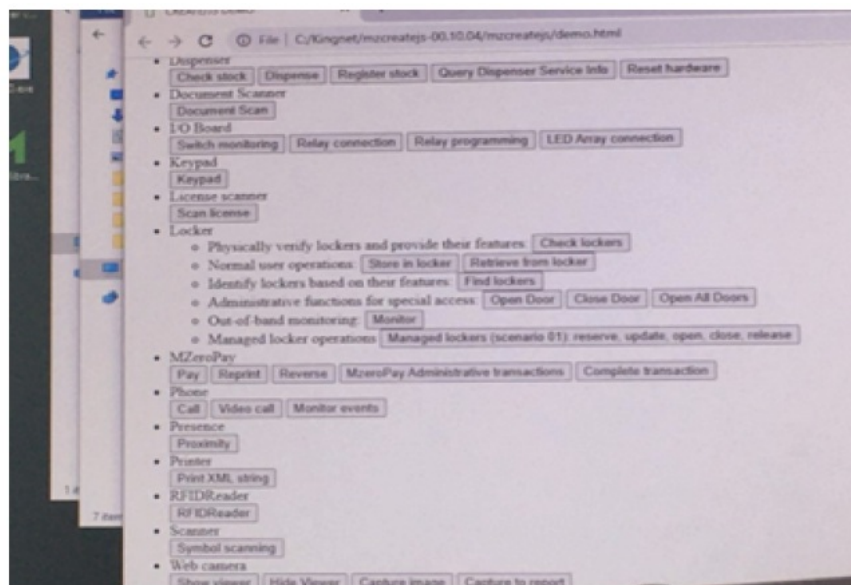 CREATEJS DEMO
File | C:/Kingnet/mzcreatejs-00.10.04/mzcreatejs/demo.html
Dispenser
Check stock Dispense Register stock Query Dispenser Service Info Reset hardware
Document Scanner
Document Scan
I/O Board
Switch monitoring Relay connection Relay programming LED Array connection
Keypad
Keypad
License scanner
Scan license
Locker
Physically verify lockers and provide their features: Check lockers
Normal user operations: Store in locker Retrieve from locker
Identify lockers based on their features: Find lockers
Administrative functions for special access: Open Door Close Door Open All Doors
Out-of-band monitoring: Monitor
Managed locker operations Managed lockers (scenario 01): reserve, update, open, close, release
MZeroPay
Pay Reprint Reverse MzeroPay Administrative transactions Complete transaction
Phone
Call Video call Monitor events
Presence
Proximity
Printer
Print XML string
RFIDReader
RFIDReader
Scanner
Symbol scanning
Web camera
Show viewer Hide Viewer Capture image Capture to report